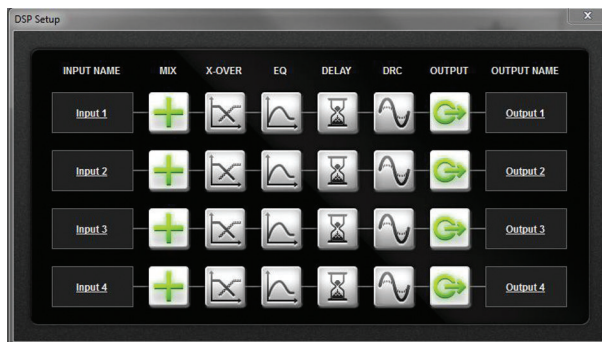 DSP Setup
X
INPUT NAME MIX X-OVER EQ DELAY DRC OUTPUT OUTPUT NAME
Input 1 Output 1
Input 2 Output 2
Input 3 Output 3
Input 4 Output 4